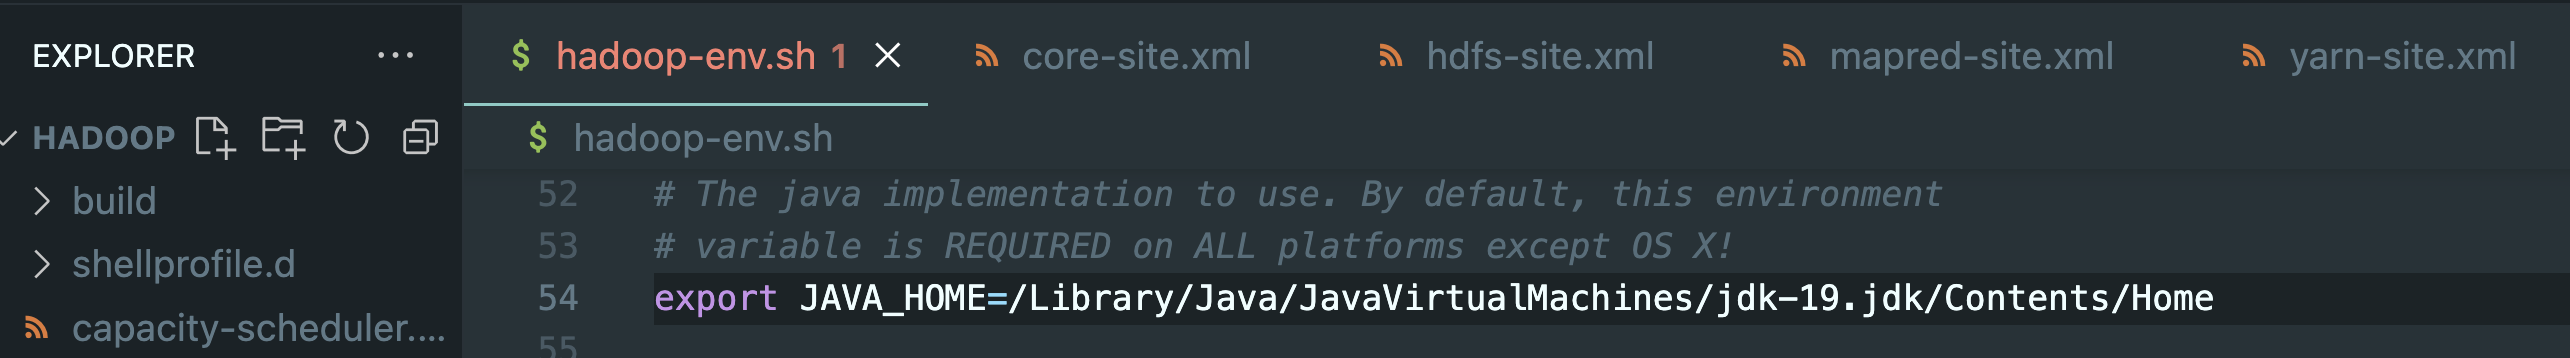 EXPLORER ...
$ hadoop-env.sh 1 × core-site.xml hdfs-site.xml mapred-site.xml yarn-site.xml
HADOOP
$ hadoop-env.sh
build
shellprofile.d
capacity-scheduler....
52 # The java implementation to use. By default, this environment
53 # variable is REQUIRED on ALL platforms except OS X!
54 export JAVA_HOME=/Library/Java/JavaVirtualMachines/jdk-19.jdk/Contents/Home
55